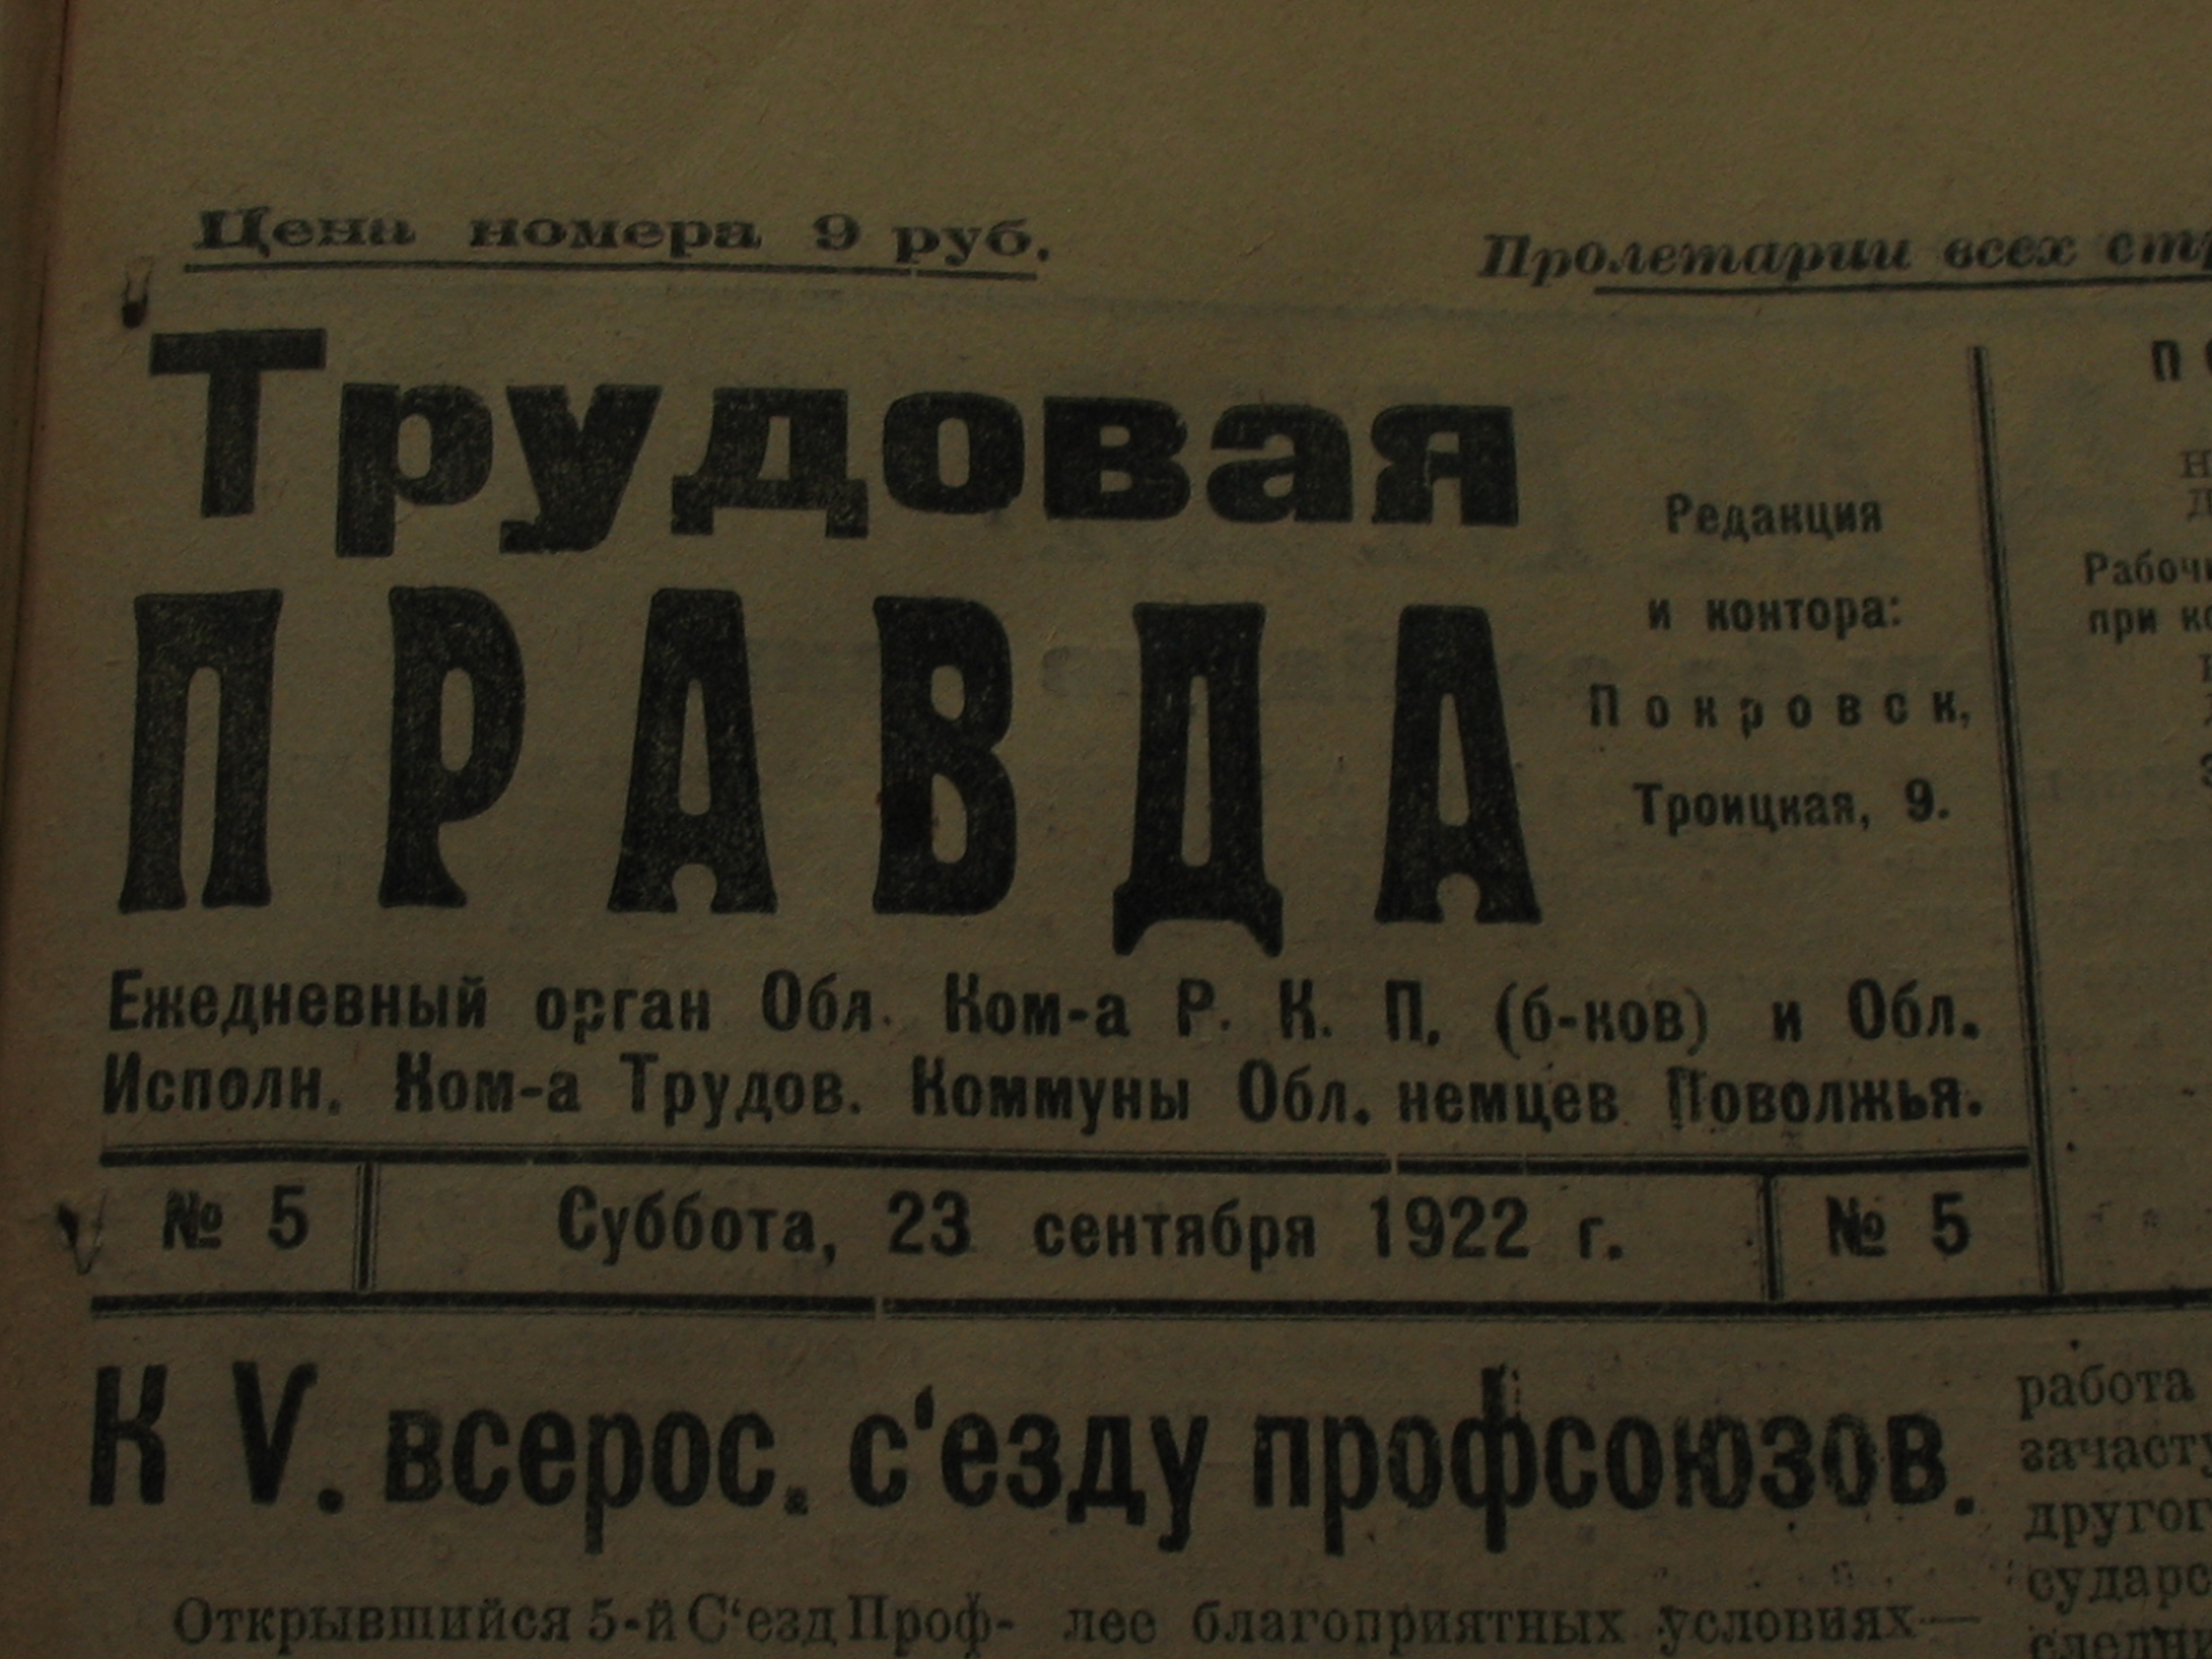 Цена номера 9 руб.
Пролетарии всех
Трудовая
ПРАВДА
Редакция
и контора:
Покровск,
Троицкая, 9.
Ежедневный орган Обл. Ком-а Р. К. П. (б-ков) и Обл.
Исполн. Ком-а Трудов. Коммуны Обл. немцев Поволжья.
№ 5
Суббота, 23 сентября 1922 г.
№ 5
К V. всерос. с‘езду профсоюзов.
Открывшийся 5-й С‘езд Проф-
лее благоприятных условиях—
при
работа